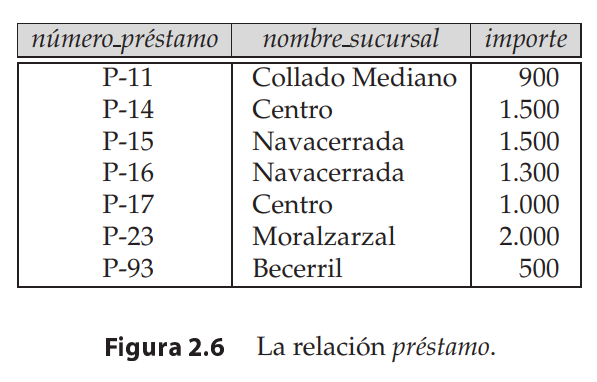 número_préstamo nombre_sucursal importe
P-11 Collado Mediano 900
P-14 Centro 1.500
P-15 Navacerrada 1.500
P-16 Navacerrada 1.300
P-17 Centro 1.000
P-23 Moralzarzal 2.000
P-93 Becerril 500
Figura 2.6 La relación préstamo.